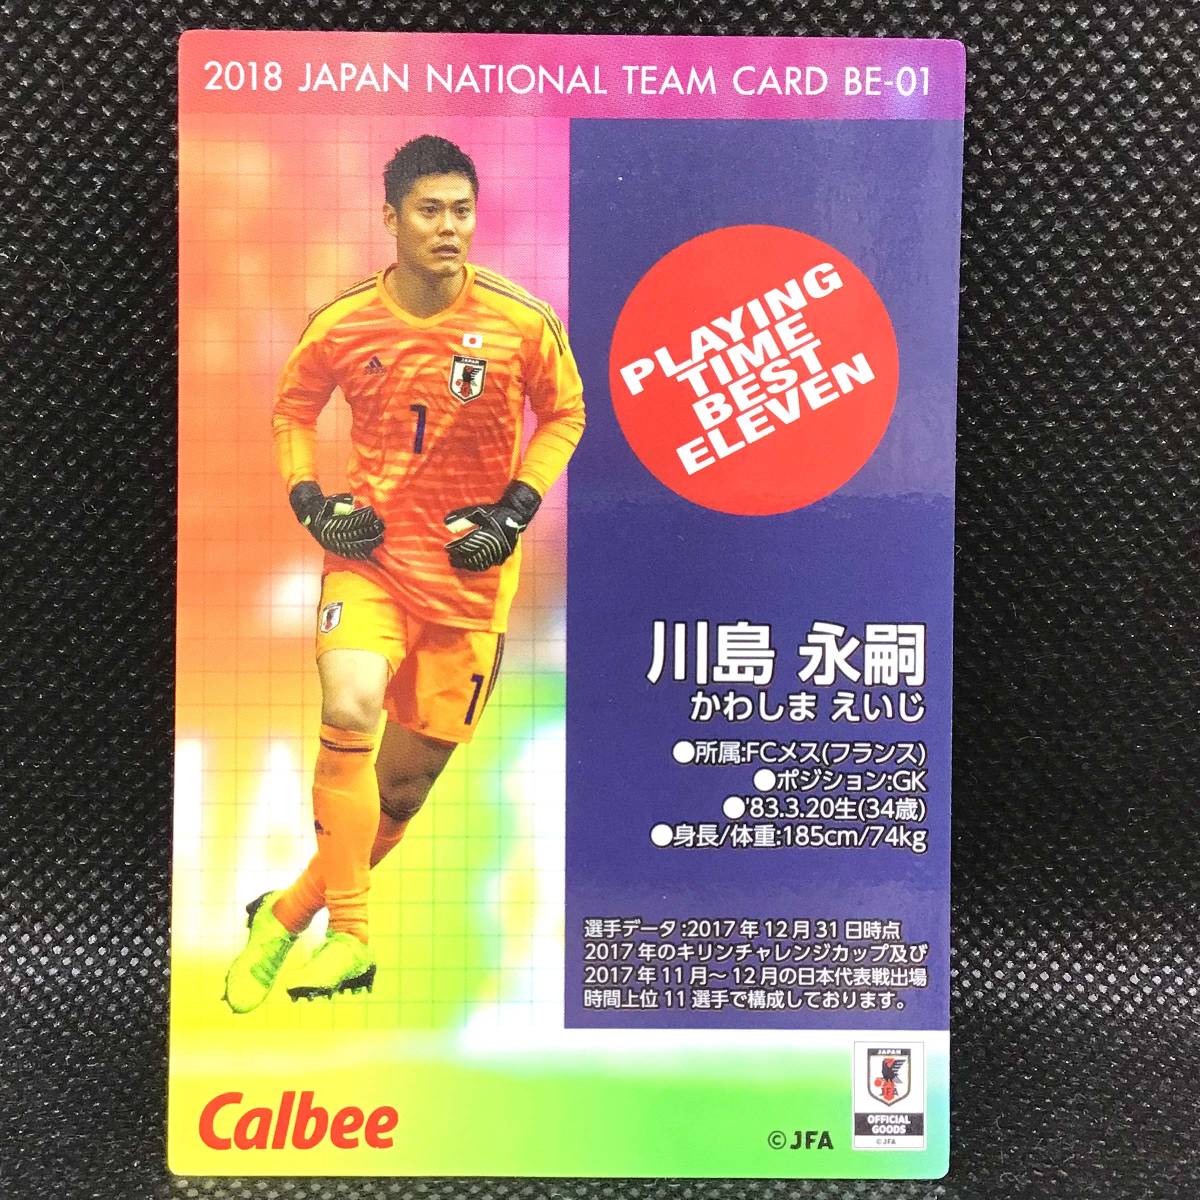 2018 JAPAN NATIONAL TEAM CARD BE-01
PLAYING
TIME
BEST
ELEVEN
JAPAN
1
1
川島 永嗣
かわしま えいじ
●所属:FCメス(フランス)
●ポジション:GK
●'83.3.20生(34歳)
●身長/体重:185cm/74kg
選手データ:2017年12月31日時点
2017年のキリンチャレンジカップ及び
2017年11月～12月の日本代表戦出場
時間上位11選手で構成しております。
Calbee
©JFA
JAPAN
JFA
OFFICIAL
GOODS
©JFA